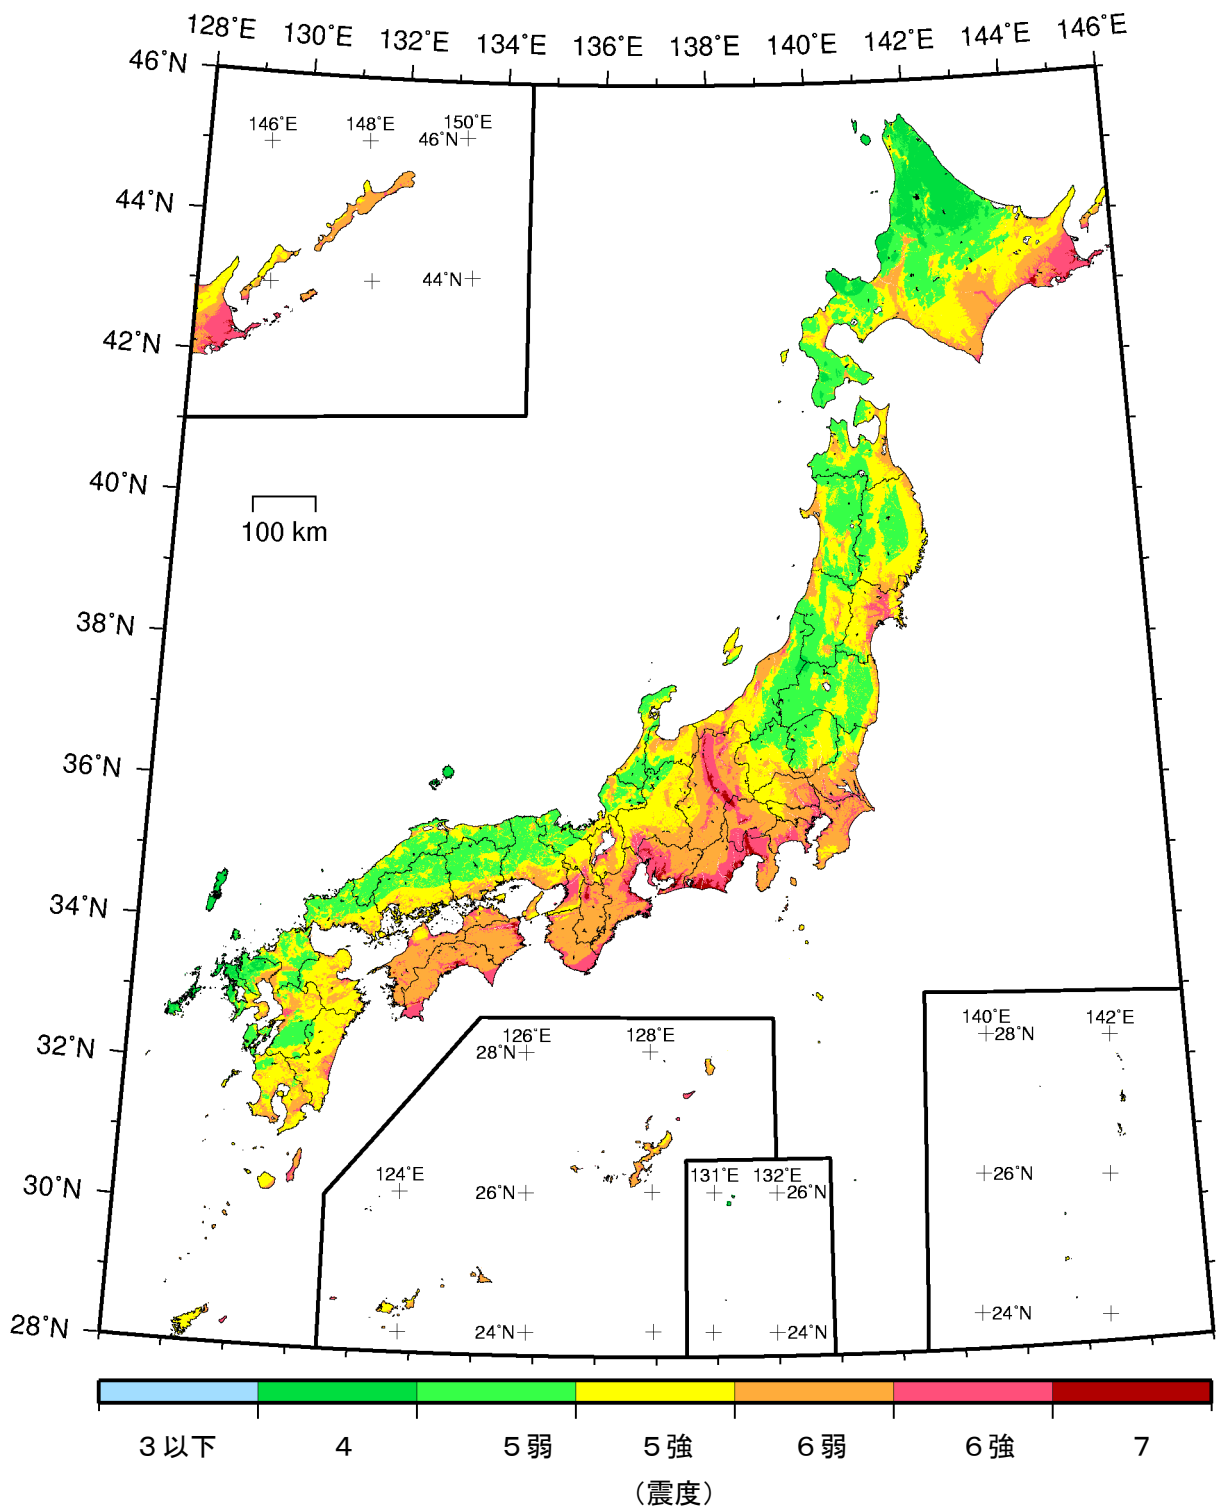 128°E 130°E 132°E 134°E 136°E 138°E 140°E 142°E 144°E 146°E
46°N
146°E 148°E 150°E
46°N
44°N
44°N
42°N
40°N
100 km
38°N
36°N
34°N
32°N
126°E 128°E
28°N
140°E 142°E
28°N
124°E
131°E 132°E
30°N
26°N
26°N
26°N
28°N
24°N
24°N
24°N
3以下 4 5弱 5強 6弱 6強 7
（震度）